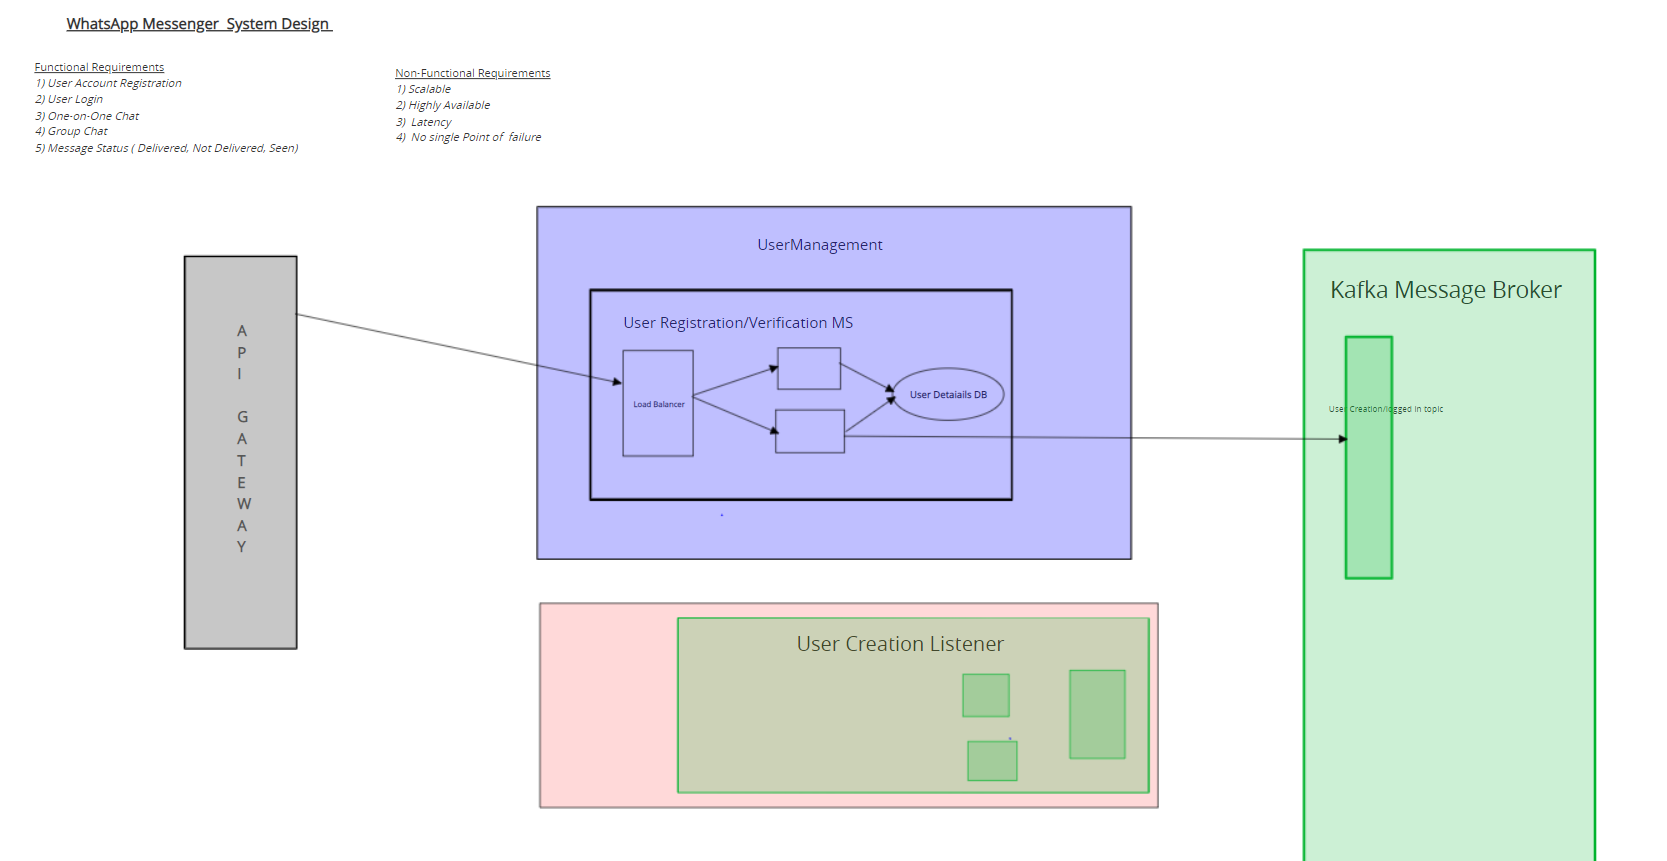 WhatsApp Messenger System Design
Functional Requirements
1) User Account Registration
2) User Login
3) One-on-One Chat
4) Group Chat
5) Message Status ( Delivered, Not Delivered, Seen)
Non-Functional Requirements
1) Scalable
2) Highly Available
3) Latency
4) No single Point of failure
A
P
I
G
A
T
E
W
A
Y
UserManagement
User Registration/Verification MS
Load Balancer
User Detaiails DB
Kafka Message Broker
User Creation/logged in topic
User Creation Listener